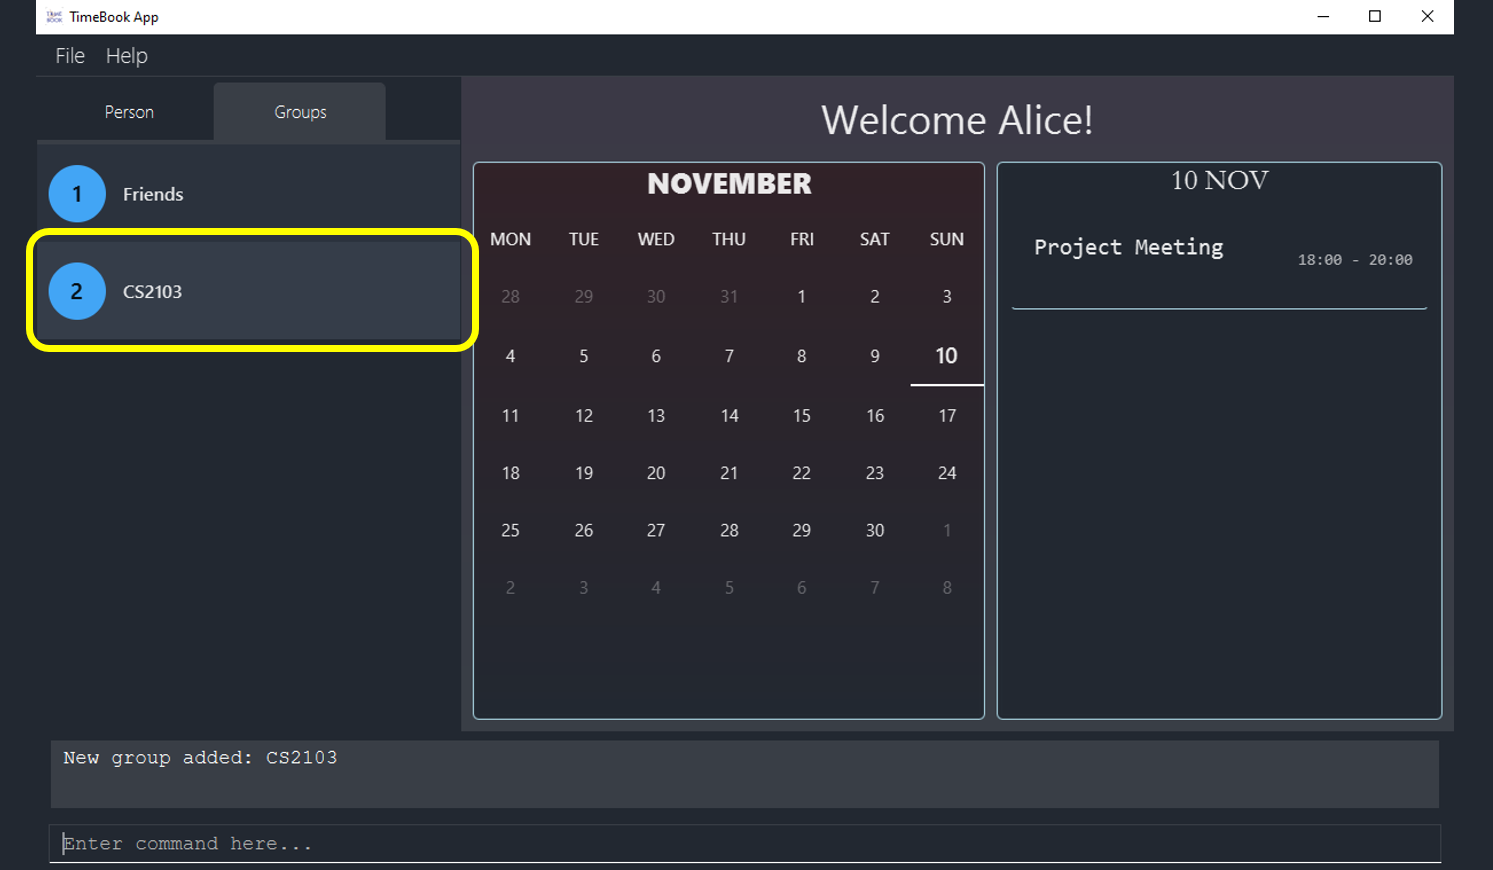 TIME BOOK
TimeBook App
File Help
Person Groups
1 Friends
2 CS2103
Welcome Alice!
NOVEMBER
MON TUE WED THU FRI SAT SUN
28 29 30 31 1 2 3
4 5 6 7 8 9 10
11 12 13 14 15 16 17
18 19 20 21 22 23 24
25 26 27 28 29 30 1
2 3 4 5 6 7 8
10 NOV
Project Meeting
18:00 - 20:00
New group added: CS2103
Enter command here...